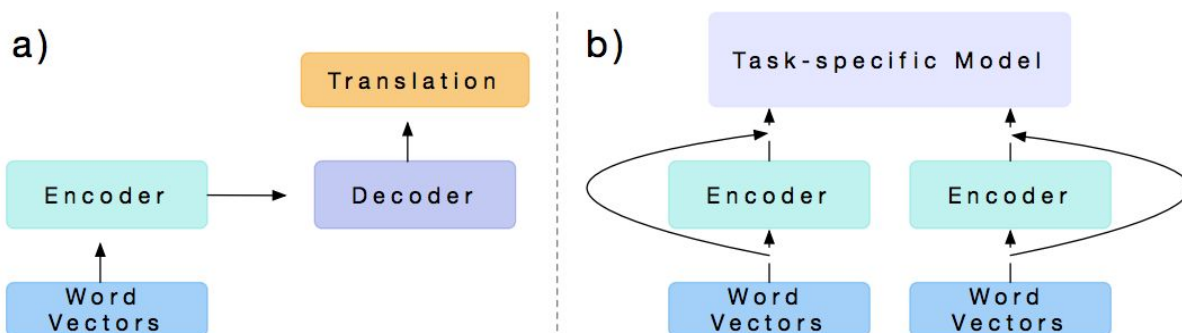 a)
Translation
Encoder
Decoder
Word
Vectors
b)
Task-specific Model
Encoder
Encoder
Word
Vectors
Word
Vectors